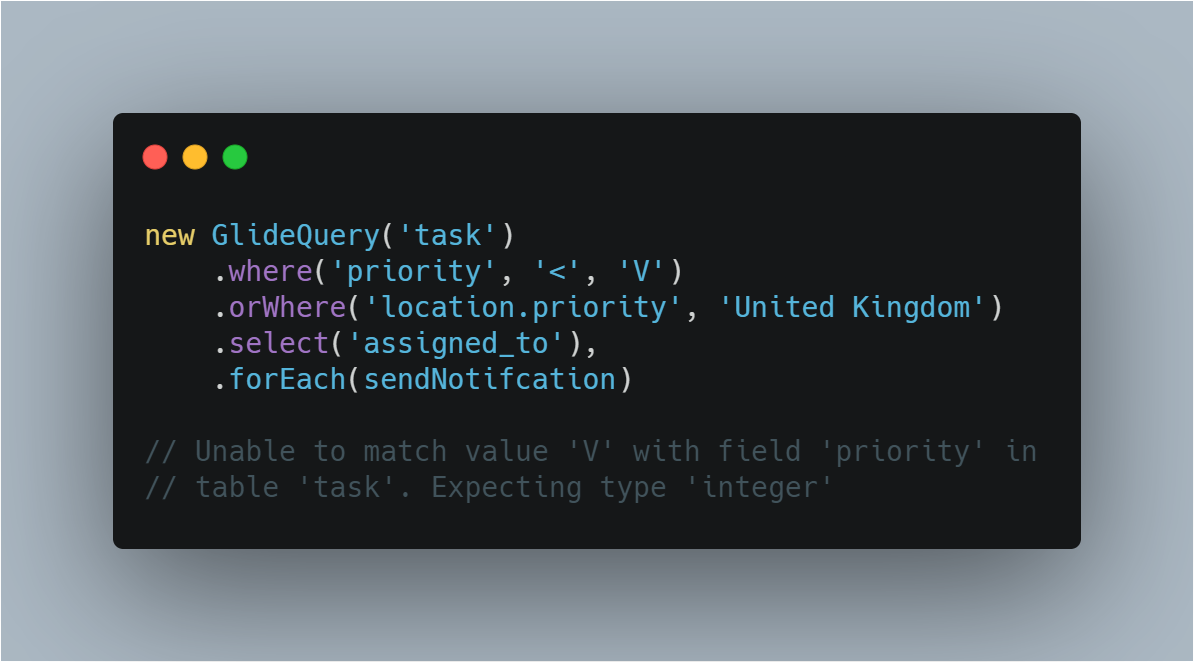 new GlideQuery('task')
    .where('priority', '<', 'V')
    .orWhere('location.priority', 'United Kingdom')
    .select('assigned_to'),
    .forEach(sendNotifcation)
// Unable to match value 'V' with field 'priority' in
// table 'task'. Expecting type 'integer'